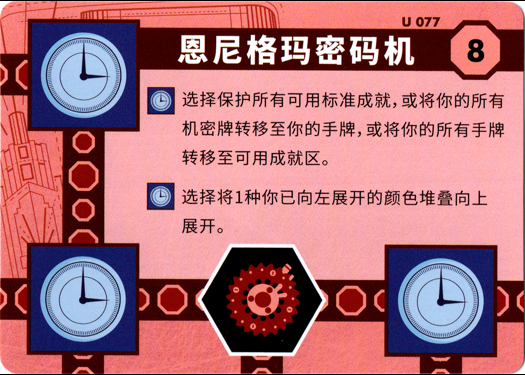 U 077
恩尼格玛密码机
8
选择保护所有可用标准成就,或将你的所有
机密牌转移至你的手牌,或将你的所有手牌
转移至可用成就区。
选择将1种你已向左展开的颜色堆叠向上
展开。